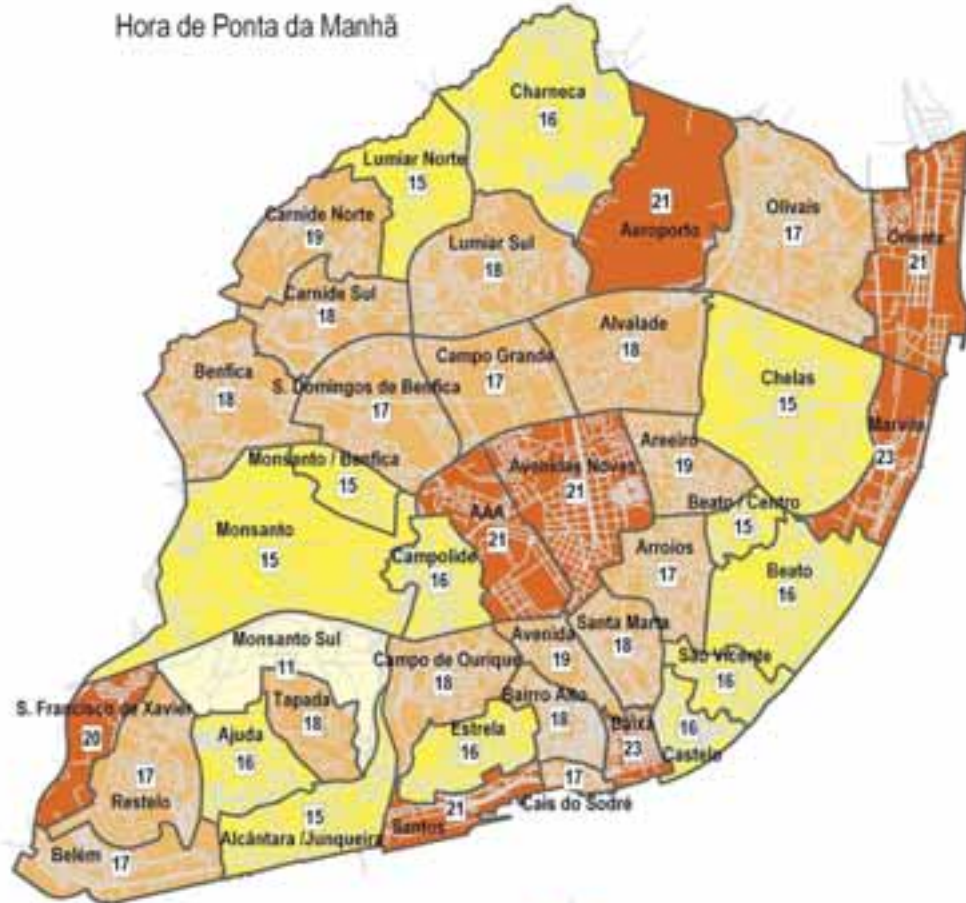 Hora de Ponta da Manhã
Charneca
16
Lumiar Norte
15
21
Aeroporto
Olivais
17
Oriente
21
Carnide Norte
19
Lumiar Sul
18
Carnide Sul
18
Alvalade
18
Campo Grande
17
Benfica
18
S. Domingos de Benfica
17
Chelas
15
Marvila
23
Areeiro
19
Avenidas Novas
21
Monsanto / Benfica
15
Beato / Centro
15
AAA
21
Monsanto
15
Campolide
16
Arroios
17
Beato
16
Monsanto Sul
11
Avenida
19
Santa Marta
18
Campo de Ourique
18
São Vicente
16
Bairro Alto
18
Tapada
18
S. Francisco de Xavier
20
Ajuda
16
Estrela
16
Baixa
23
16
Castelo
17
Restelo
17
Cais do Sodré
21
Santos
15
Alcântara /Junqueira
Belém
17